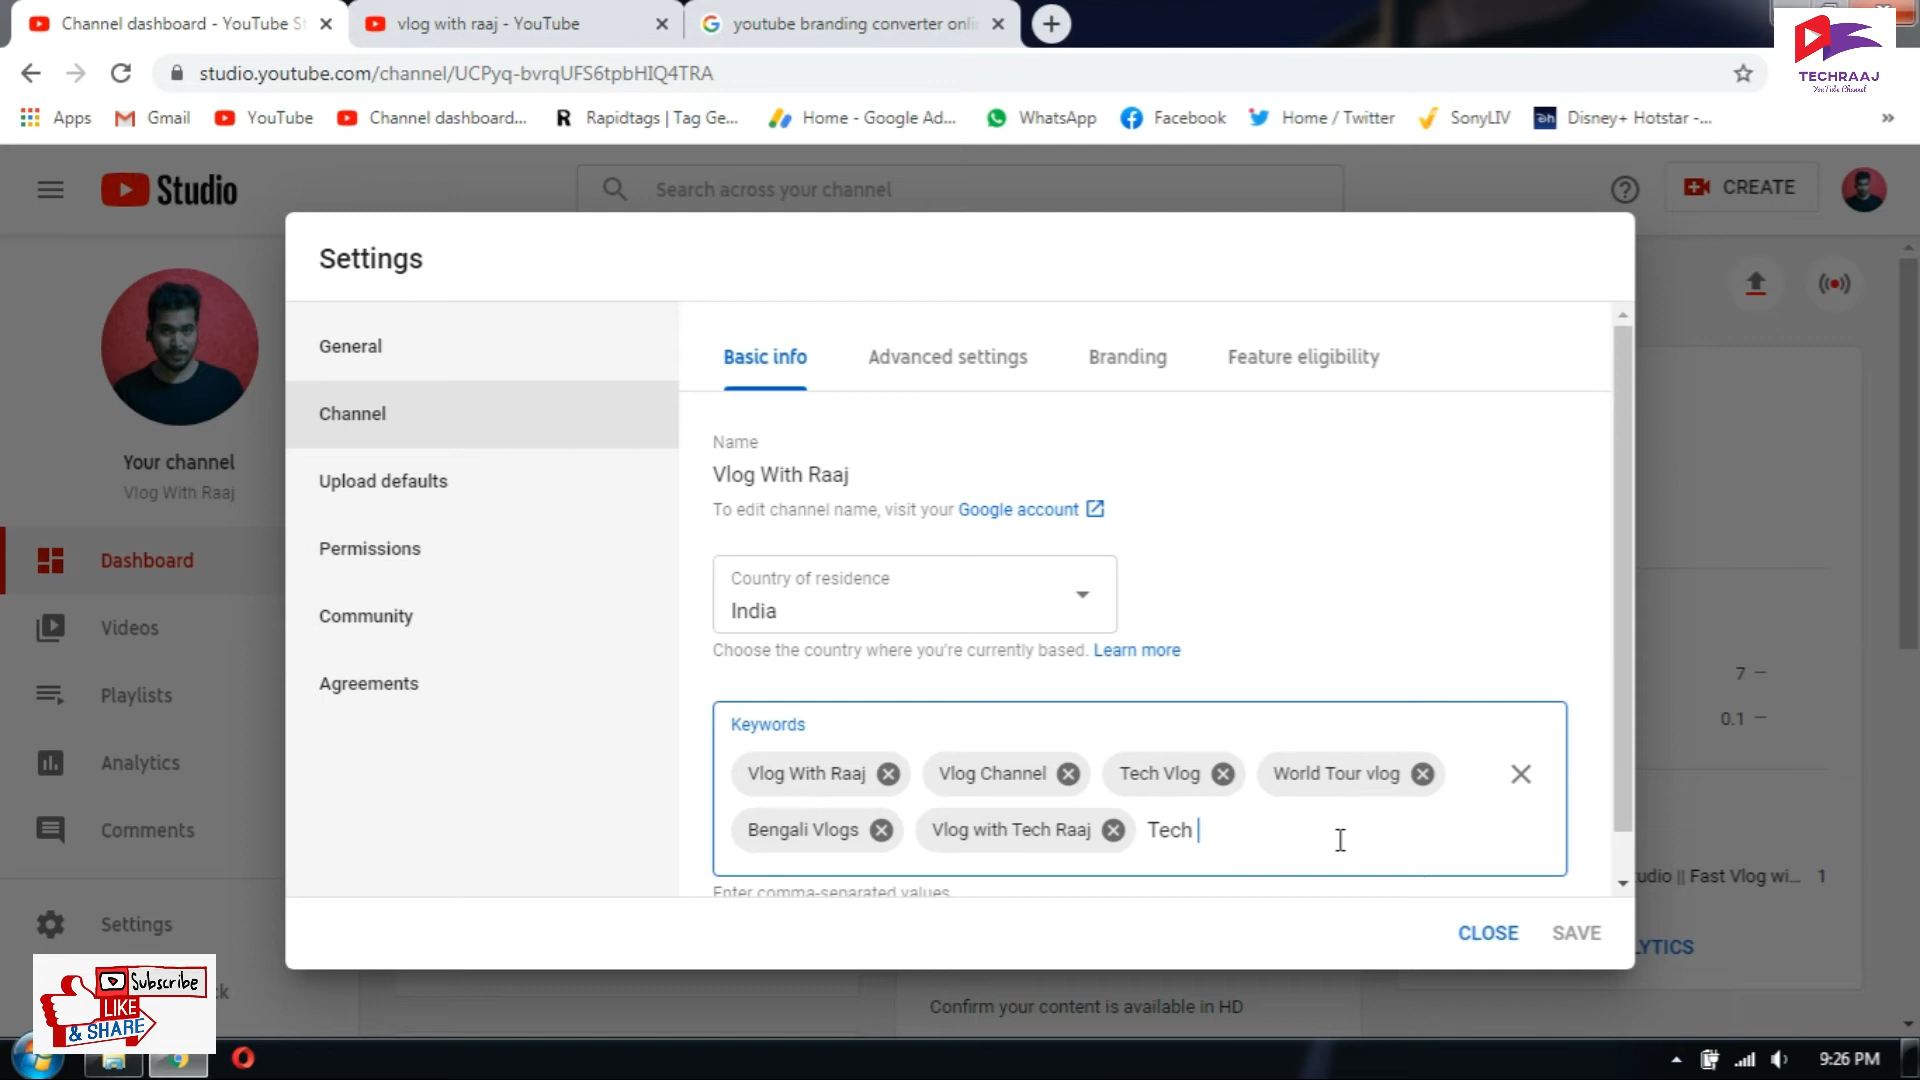 Channel dashboard - YouTube St
vlog with raaj - YouTube
youtube branding converter onli
studio.youtube.com/channel/UCPyq-bvrqUFS6tpbHIQ4TRA
TECHRAAJ
YouTube Channel
Apps
Gmail
YouTube
Channel dashboard...
Rapidtags | Tag Ge...
Home - Google Ad...
WhatsApp
Facebook
Home / Twitter
SonyLIV
Disney+ Hotstar -...
Studio
Search across your channel
CREATE
Settings
General
Channel
Upload defaults
Permissions
Community
Agreements
Basic info
Advanced settings
Branding
Feature eligibility
Name
Vlog With Raaj
To edit channel name, visit your Google account
Country of residence
India
Choose the country where you're currently based. Learn more
Keywords
Vlog With Raaj
Vlog Channel
Tech Vlog
World Tour vlog
Bengali Vlogs
Vlog with Tech Raaj
Tech
Enter comma-separated values
CLOSE
SAVE
Your channel
Vlog With Raaj
Dashboard
Videos
Playlists
Analytics
Comments
Settings
ck
7 —
0.1 —
udio || Fast Vlog wi... 1
LYTICS
Confirm your content is available in HD
Subscribe
LIKE
& SHARE
9:26 PM